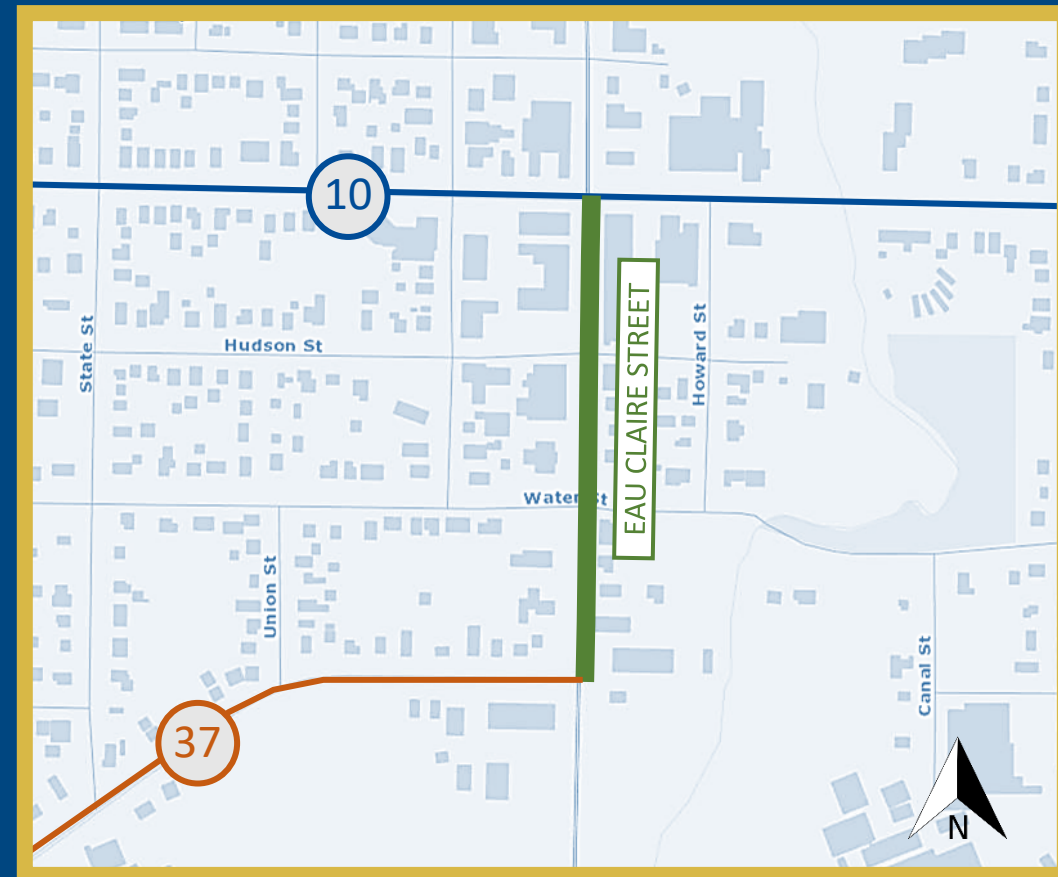 10
State St
Hudson St
Howard St
EAU CLAIRE STREET
Water St
Union St
Canal St
37
N